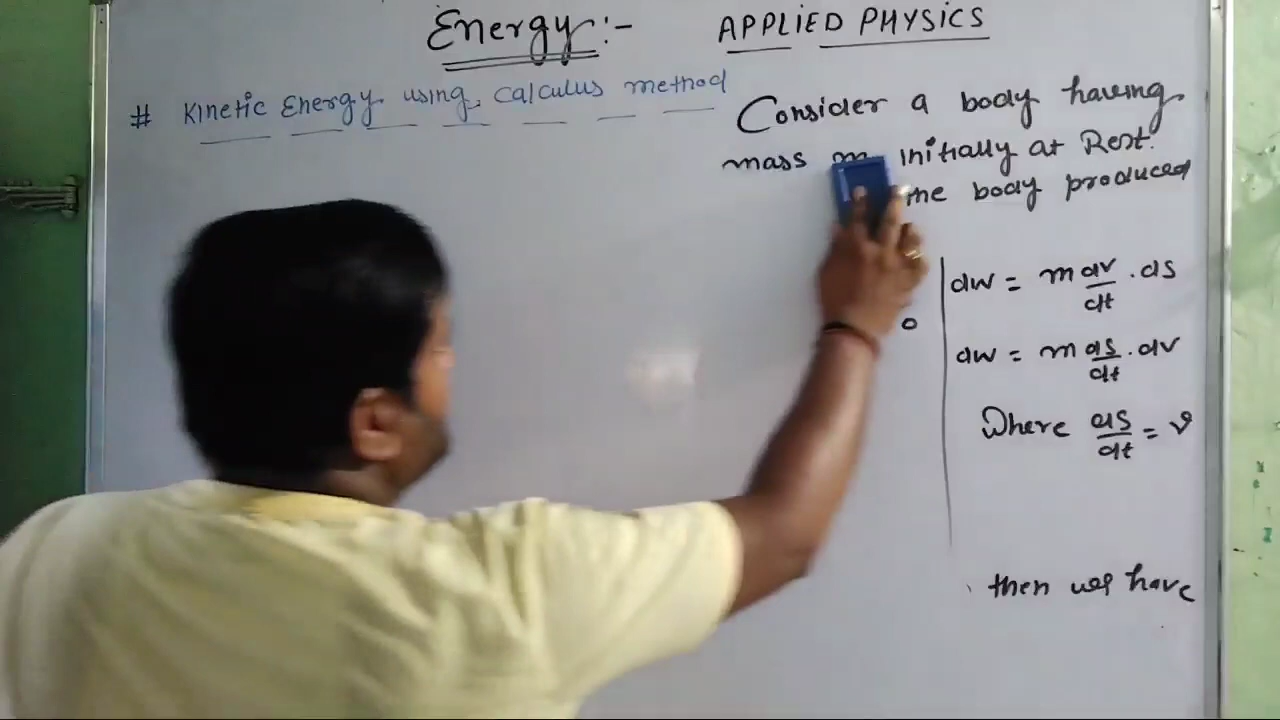 Energy:-
APPLIED PHYSICS
# Kinetic Energy using calculus method
Consider a body having
mass m initially at Rest.
the body produced
dw = m dv/dt . ds
o
dw = m ds/dt . dv
Where ds/dt = v
then we have